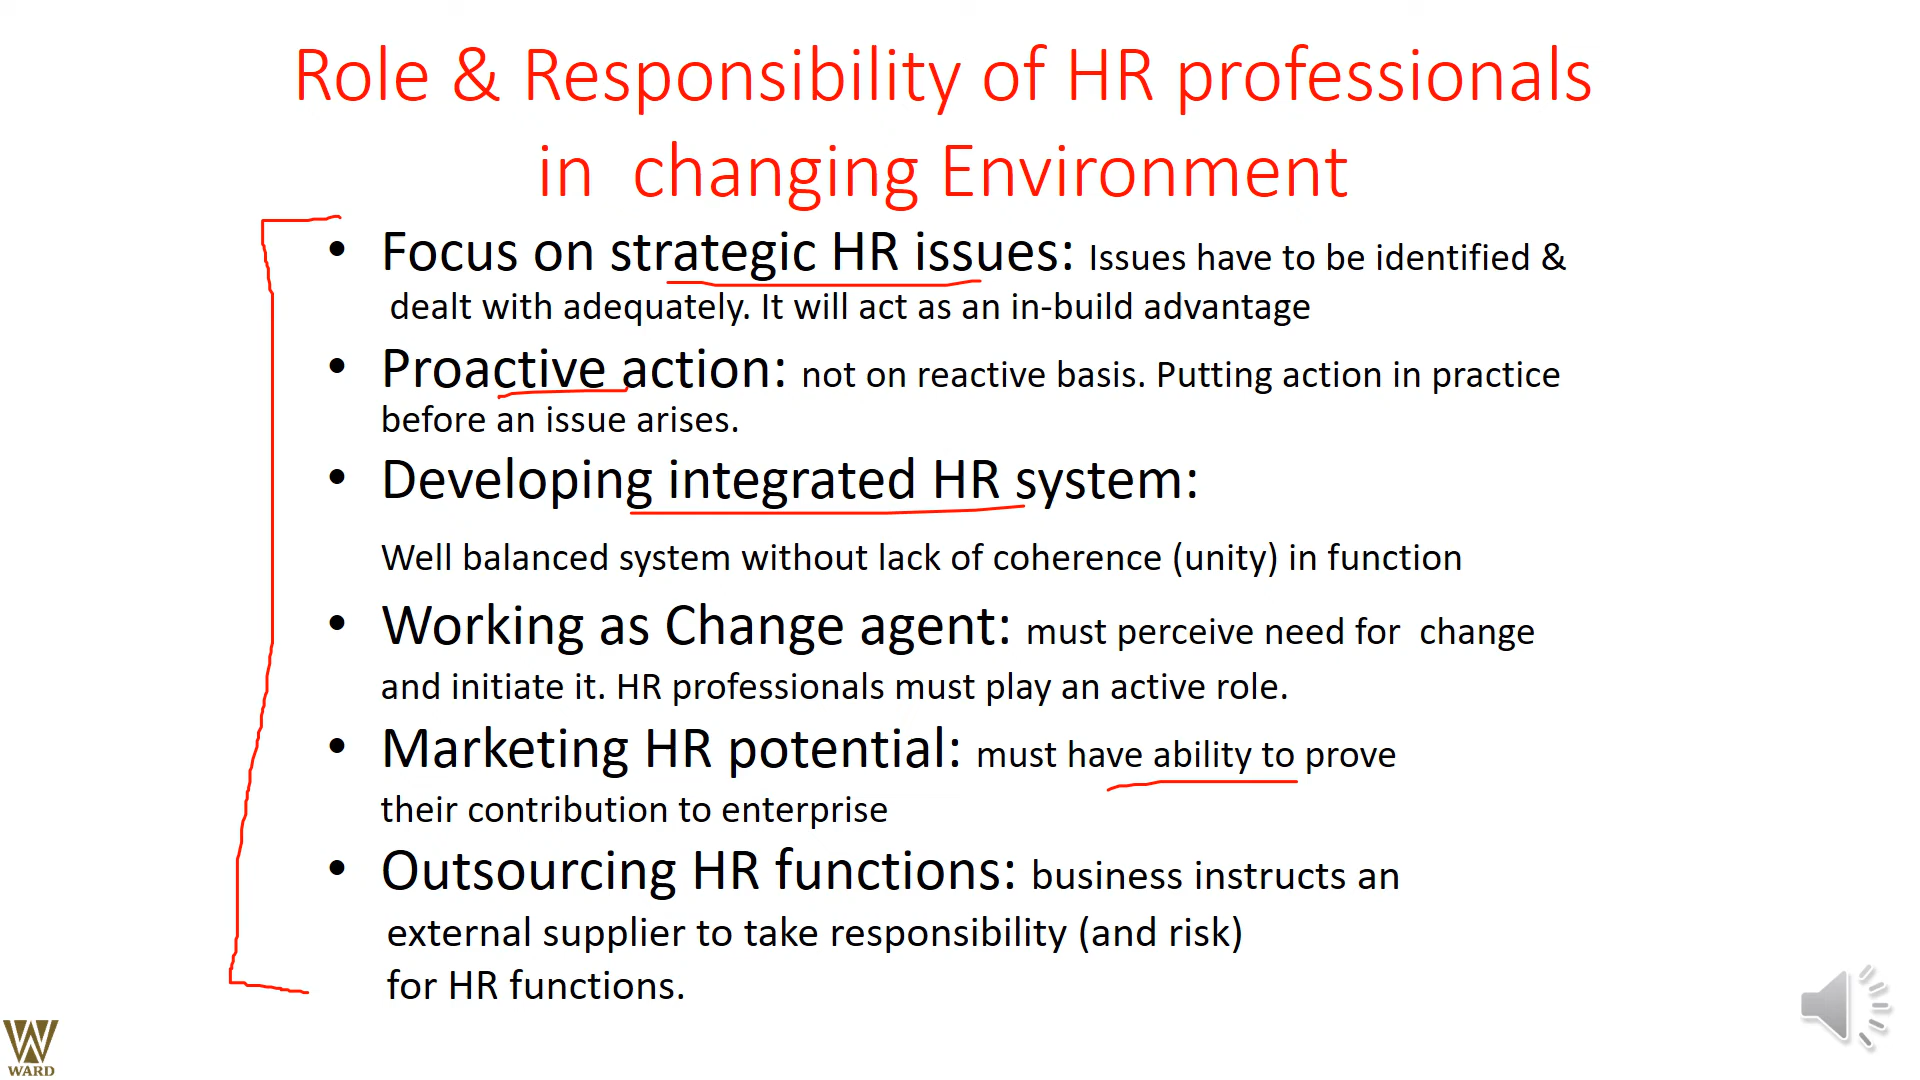 Role & Responsibility of HR professionals
in changing Environment
• Focus on strategic HR issues: Issues have to be identified &
dealt with adequately. It will act as an in-build advantage
• Proactive action: not on reactive basis. Putting action in practice
before an issue arises.
• Developing integrated HR system:
Well balanced system without lack of coherence (unity) in function
• Working as Change agent: must perceive need for change
and initiate it. HR professionals must play an active role.
• Marketing HR potential: must have ability to prove
their contribution to enterprise
• Outsourcing HR functions: business instructs an
external supplier to take responsibility (and risk)
for HR functions.
WARD